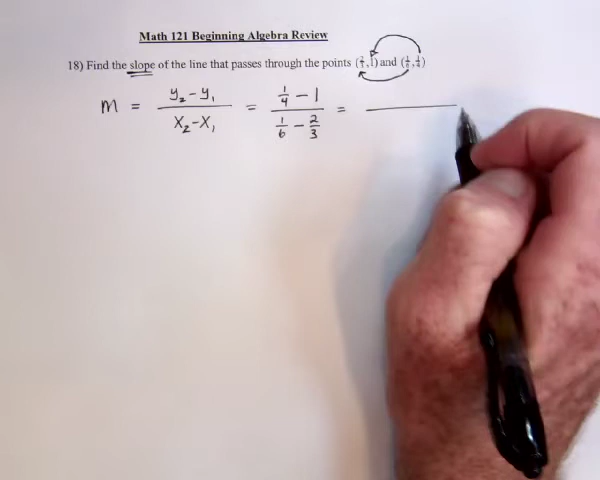 Math 121 Beginning Algebra Review
18) Find the slope of the line that passes through the points (2/3, 1) and (1/6, 1/4)
m = y₂-y₁ / x₂-x₁ = 1/4 - 1 / 1/6 - 2/3 =